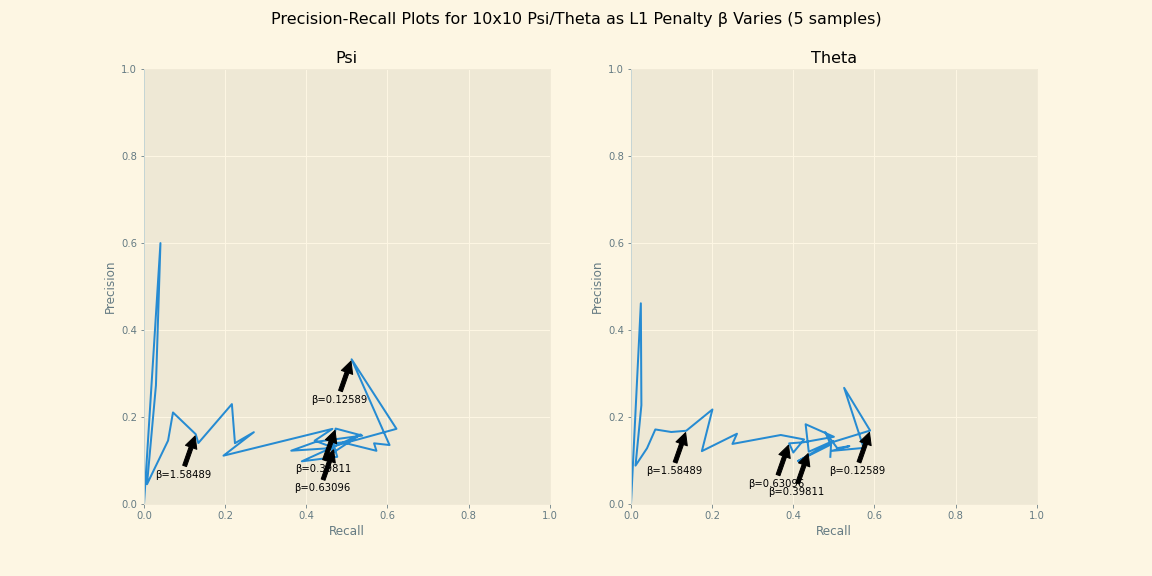 Precision-Recall Plots for 10x10 Psi/Theta as L1 Penalty β Varies (5 samples)
Psi
1.0
0.8
0.6
0.4
0.2
0.0
Precision
β=0.12589
β=1.58489
β=0.39811
β=0.63096
0.0 0.2 0.4 0.6 0.8 1.0
Recall
Theta
1.0
0.8
0.6
0.4
0.2
0.0
Precision
β=1.58489
β=0.12589
β=0.63096
β=0.39811
0.0 0.2 0.4 0.6 0.8 1.0
Recall